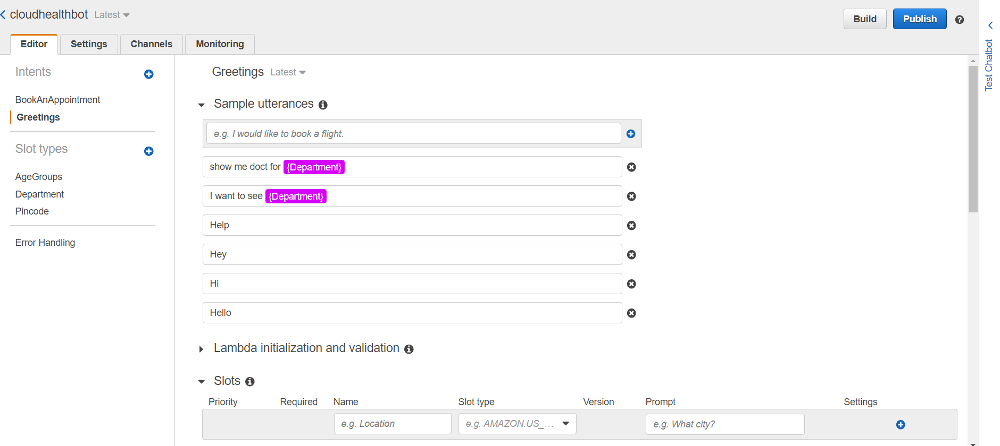 cloudhealthbot Latest
Build Publish
Test Chatbot
Editor Settings Channels Monitoring
Intents
BookAnAppointment
Greetings
Slot types
AgeGroups
Department
Pincode
Error Handling
Greetings Latest
Sample utterances
e.g. I would like to book a flight.
show me doct for {Department}
I want to see {Department}
Help
Hey
Hi
Hello
Lambda initialization and validation
Slots
Priority Required Name Slot type Version Prompt Settings
e.g. Location e.g. AMAZON.US_... e.g. What city?